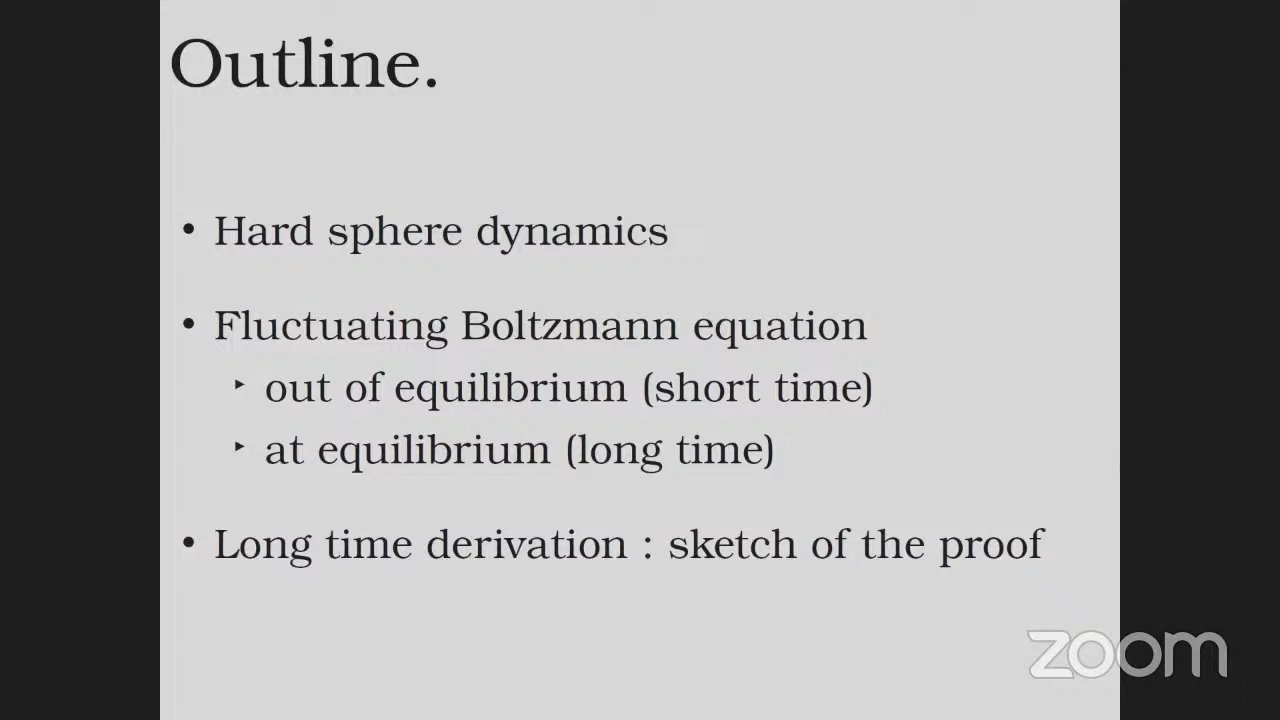 Outline.
• Hard sphere dynamics
• Fluctuating Boltzmann equation
‣ out of equilibrium (short time)
‣ at equilibrium (long time)
• Long time derivation : sketch of the proof
zoom